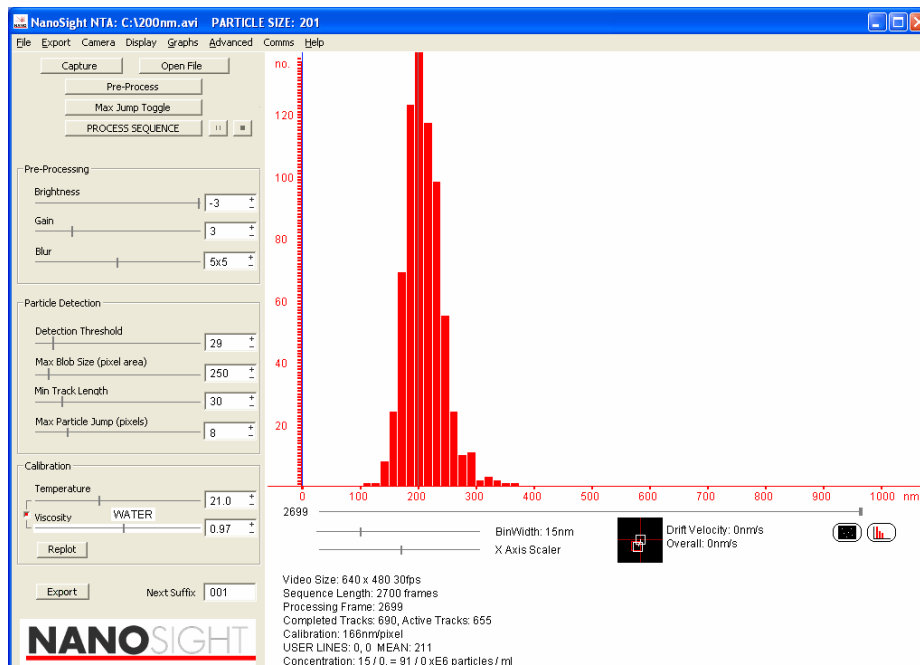 NanoSight NTA: C:\200nm.avi PARTICLE SIZE: 201
File Export Camera Display Graphs Advanced Comms Help
Capture Open File
Pre-Process
Max Jump Toggle
PROCESS SEQUENCE
Pre-Processing
Brightness
-3
Gain
3
Blur
5x5
Particle Detection
Detection Threshold
29
Max Blob Size (pixel area)
250
Min Track Length
30
Max Particle Jump (pixels)
8
Calibration
Temperature
21.0
Viscosity
WATER
0.97
Replot
Export Next Suffix 001
NANOSIGHT
no.
120
100
80
60
40
20
0 100 200 300 400 500 600 700 800 900 1000 nm
2699
BinWidth: 15nm
X Axis Scaler
Drift Velocity: 0nm/s
Overall: 0nm/s
Video Size: 640 x 480 30fps
Sequence Length: 2700 frames
Processing Frame: 2699
Completed Tracks: 690, Active Tracks: 655
Calibration: 166nm/pixel
USER LINES: 0, 0 MEAN: 211
Concentration: 15 / 0, = 91 / 0 xE6 particles / ml